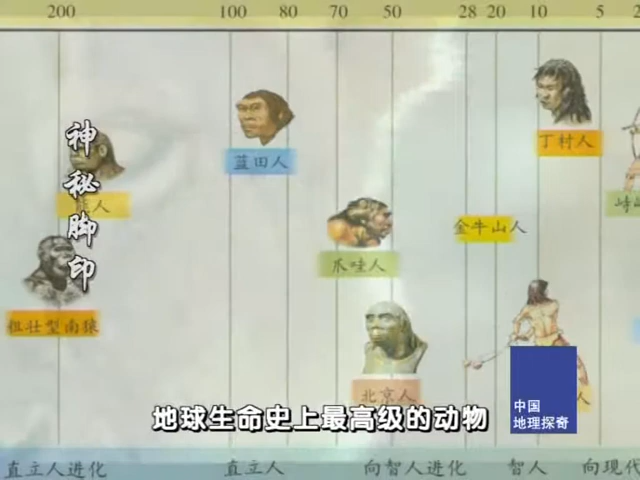 200 100 80 70 50 28 20 10 5
神秘脚印
蓝田人
丁村人
金牛山人
爪哇人
粗壮型南猿
北京人
地球生命史上最高级的动物
中国
地理探奇
直立人进化 直立人 向智人进化 智人 向现代